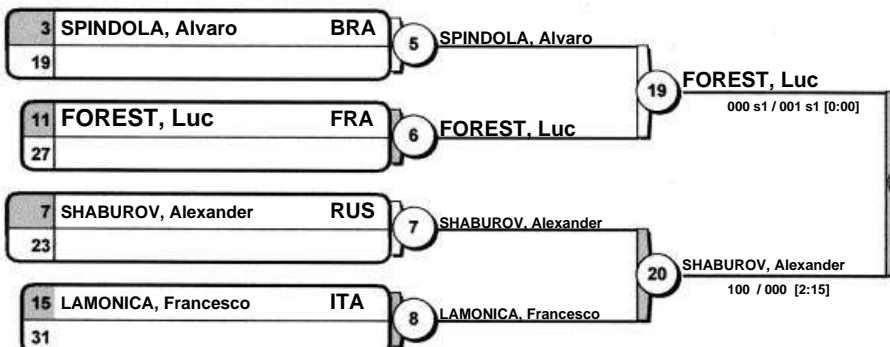 3 SPINDOLA, Alvaro BRA
19
5
SPINDOLA, Alvaro
11 FOREST, Luc FRA
27
6
FOREST, Luc
19
FOREST, Luc
000 s1 / 001 s1 [0:00]
7 SHABUROV, Alexander RUS
23
7
SHABUROV, Alexander
15 LAMONICA, Francesco ITA
31
8
LAMONICA, Francesco
20
SHABUROV, Alexander
100 / 000 [2:15]